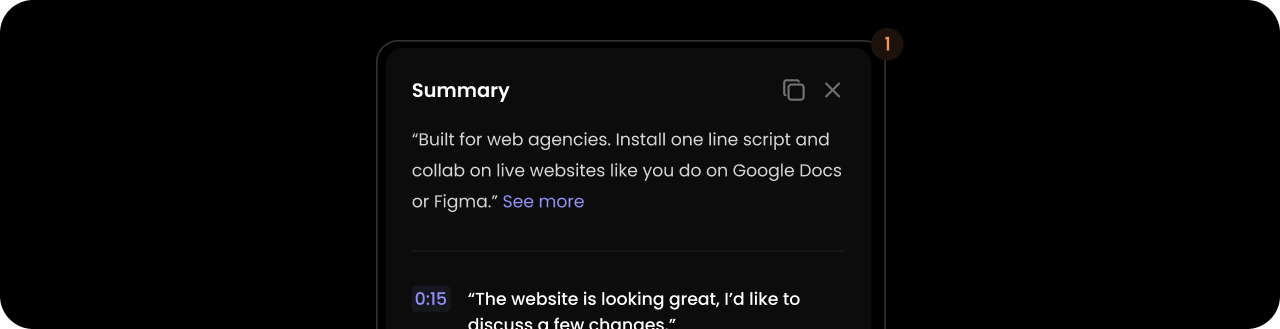 1
Summary
“Built for web agencies. Install one line script and
collab on live websites like you do on Google Docs
or Figma.” See more
0:15 “The website is looking great, I’d like to
discuss a few changes.”